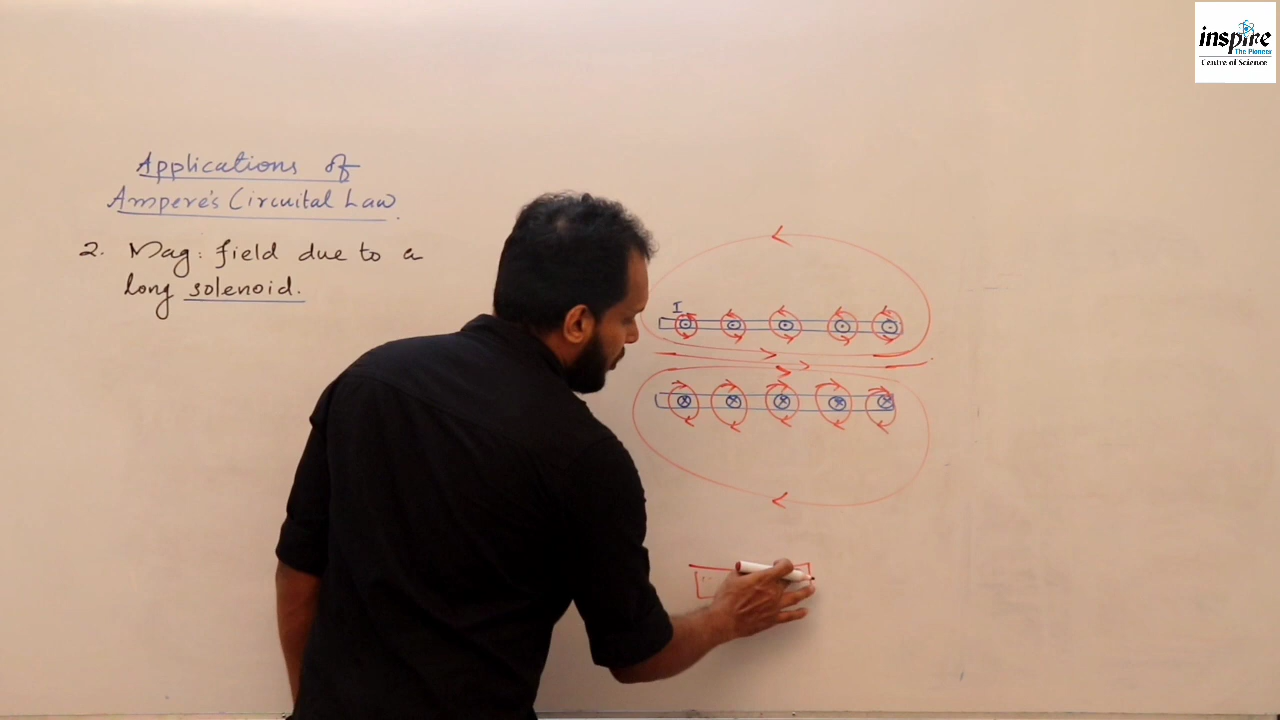 inspire
The Pioneer
Centre of Science
Applications of
Ampere's Circuital Law.
2. Mag: field due to a
long solenoid.
I